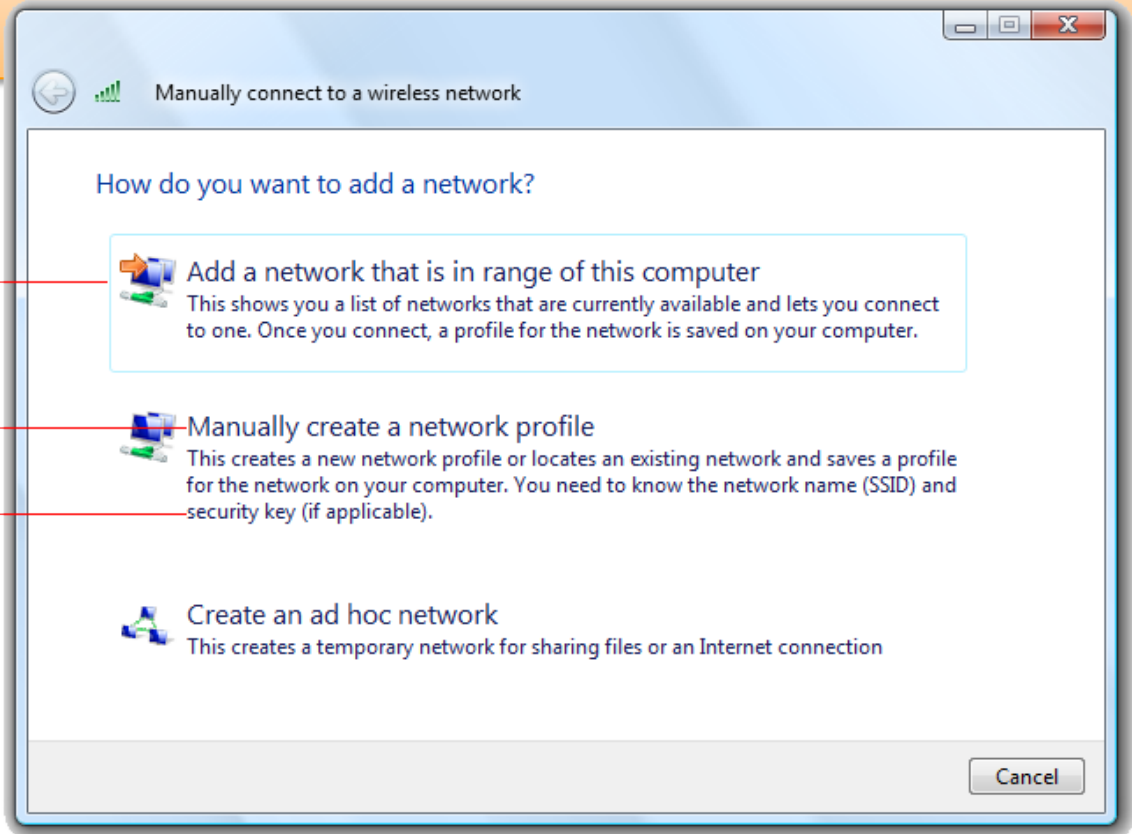 Manually connect to a wireless network
How do you want to add a network?
Add a network that is in range of this computer
This shows you a list of networks that are currently available and lets you connect
to one. Once you connect, a profile for the network is saved on your computer.
Manually create a network profile
This creates a new network profile or locates an existing network and saves a profile
for the network on your computer. You need to know the network name (SSID) and
security key (if applicable).
Create an ad hoc network
This creates a temporary network for sharing files or an Internet connection
Cancel